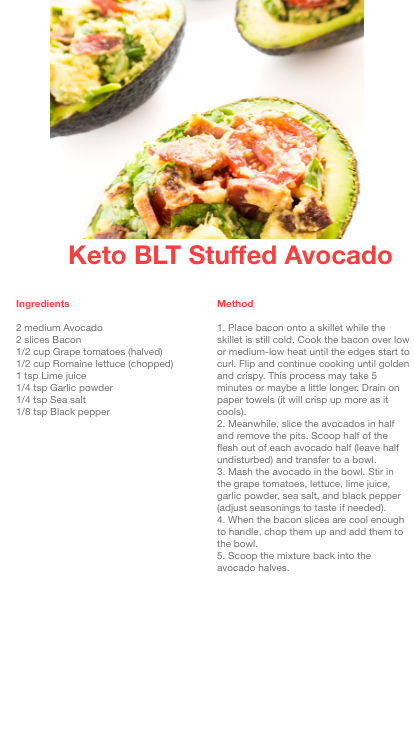 Keto BLT Stuffed Avocado
Ingredients
2 medium Avocado
2 slices Bacon
1/2 cup Grape tomatoes (halved)
1/2 cup Romaine lettuce (chopped)
1 tsp Lime juice
1/4 tsp Garlic powder
1/4 tsp Sea salt
1/8 tsp Black pepper
Method
1. Place bacon onto a skillet while the
skillet is still cold. Cook the bacon over low
or medium-low heat until the edges start to
curl. Flip and continue cooking until golden
and crispy. This process may take 5
minutes or maybe a little longer. Drain on
paper towels (it will crisp up more as it
cools).
2. Meanwhile, slice the avocados in half
and remove the pits. Scoop half of the
flesh out of each avocado half (leave half
undisturbed) and transfer to a bowl.
3. Mash the avocado in the bowl. Stir in
the grape tomatoes, lettuce, lime juice,
garlic powder, sea salt, and black pepper
(adjust seasonings to taste if needed).
4. When the bacon slices are cool enough
to handle, chop them up and add them to
the bowl.
5. Scoop the mixture back into the
avocado halves.